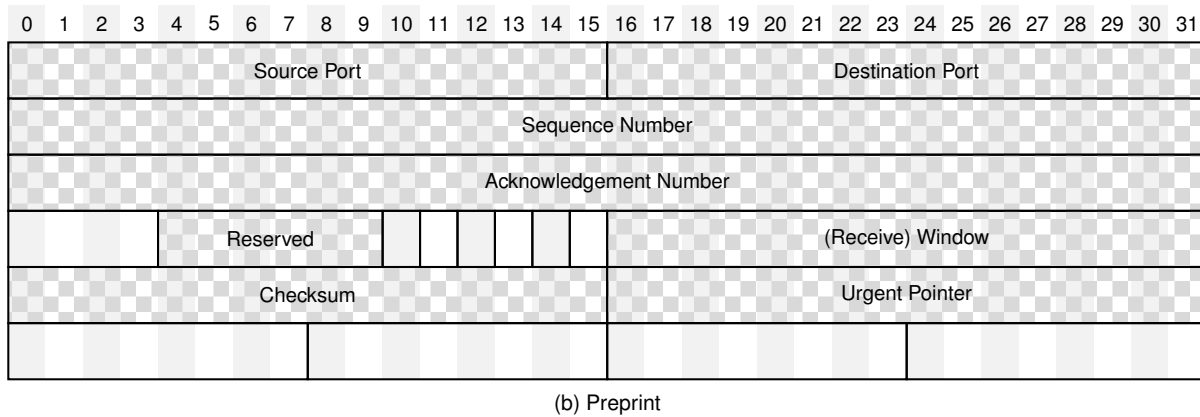 0 1 2 3 4 5 6 7 8 9 10 11 12 13 14 15 16 17 18 19 20 21 22 23 24 25 26 27 28 29 30 31
Source Port Destination Port
Sequence Number
Acknowledgement Number
Reserved (Receive) Window
Checksum Urgent Pointer
(b) Preprint